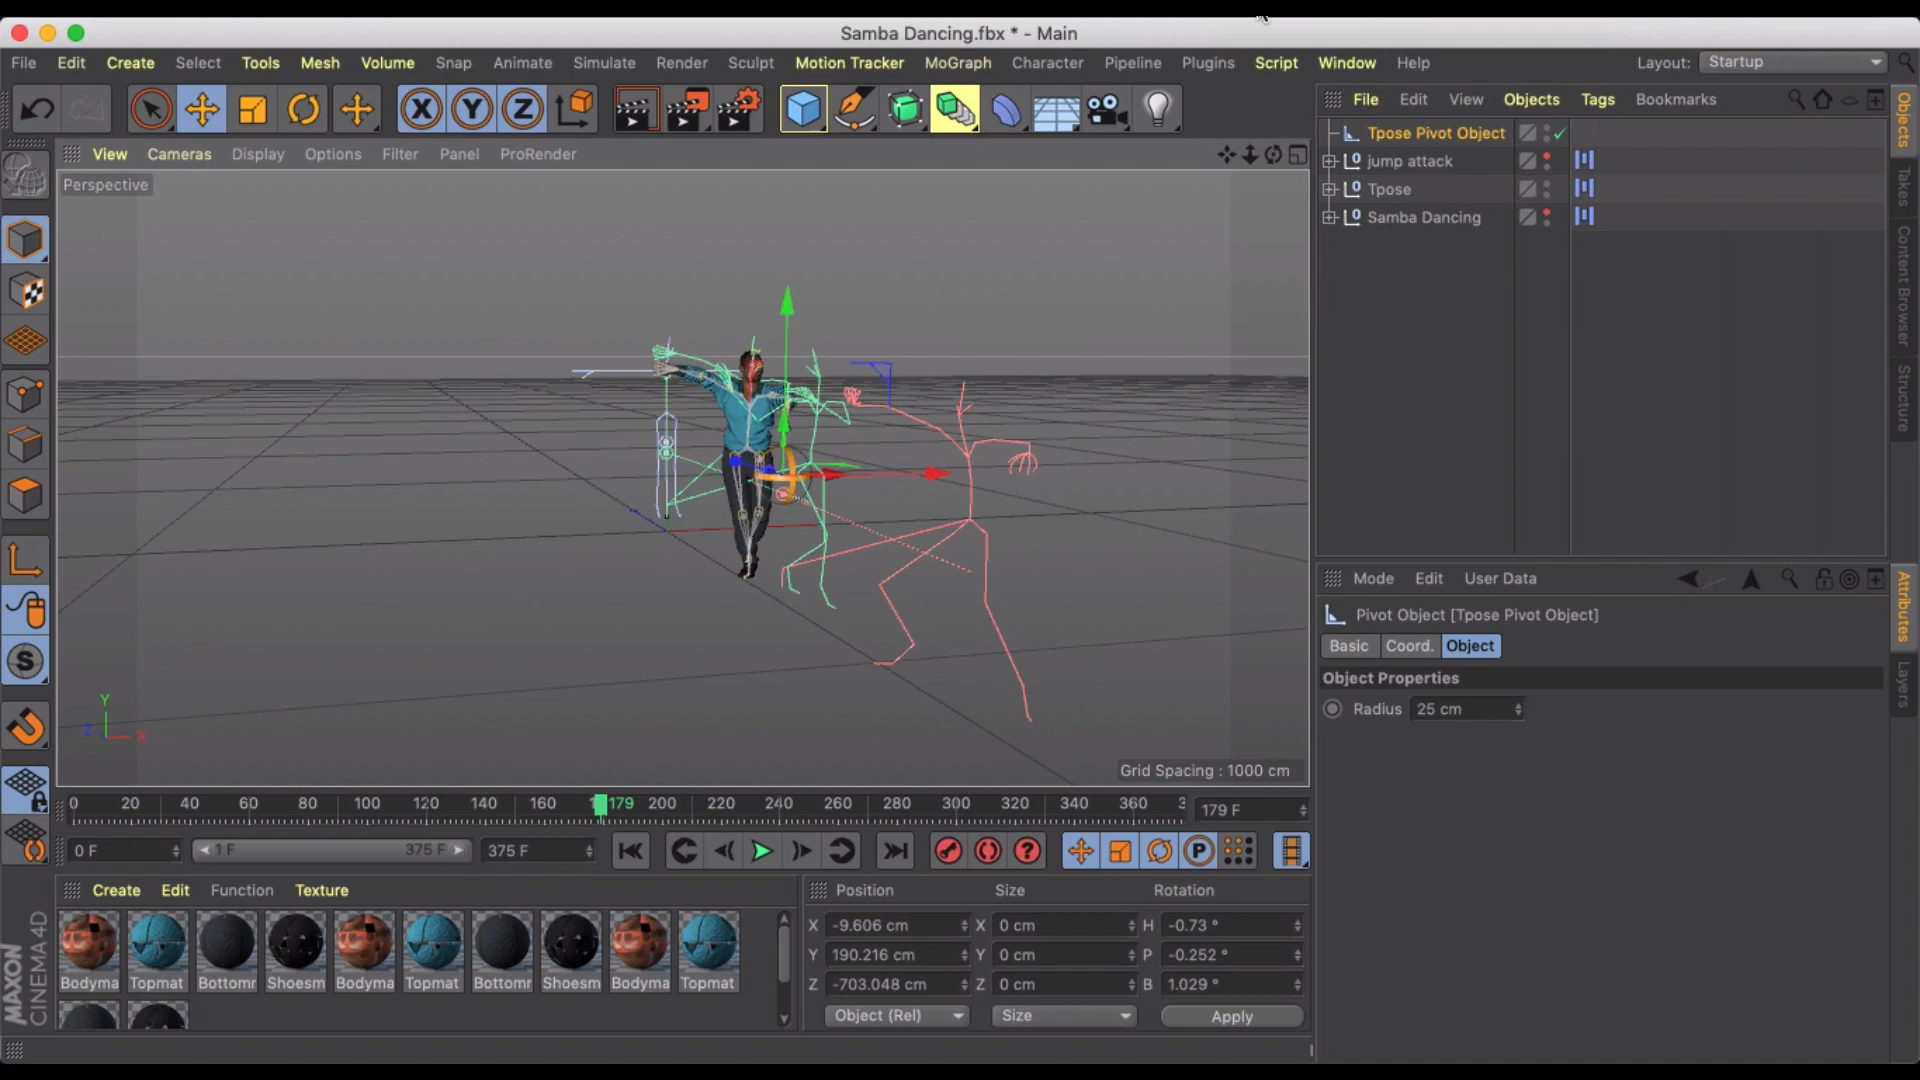 Samba Dancing.fbx * - Main
File Edit Create Select Tools Mesh Volume Snap Animate Simulate Render Sculpt Motion Tracker MoGraph Character Pipeline Plugins Script Window Help Layout: Startup
X Y Z
File Edit View Objects Tags Bookmarks
View Cameras Display Options Filter Panel ProRender
Perspective
Tpose Pivot Object
jump attack
Tpose
Samba Dancing
Objects
Takes
Content Browser
Structure
Mode Edit User Data
Pivot Object [Tpose Pivot Object]
Basic Coord. Object
Object Properties
Radius 25 cm
Attributes
Layers
S
Y
Z X
Grid Spacing : 1000 cm
0 20 40 60 80 100 120 140 160 179 200 220 240 260 280 300 320 340 360 179 F
0 F 1 F 375 F 375 F P
Create Edit Function Texture
Bodyma Topmat Bottomr Shoesm Bodyma Topmat Bottomr Shoesm Bodyma Topmat
Position Size Rotation
X -9.606 cm X 0 cm H -0.73 °
Y 190.216 cm Y 0 cm P -0.252 °
Z -703.048 cm Z 0 cm B 1.029 °
Object (Rel) Size Apply
MAXON
CINEMA 4D